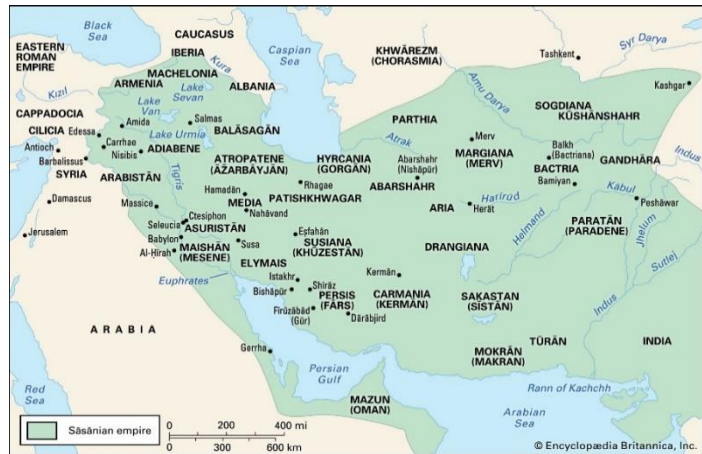 Black
Sea
CAUCASUS
IBERIA
Caspian
Sea
EASTERN
ROMAN
EMPIRE
Kura
MACHELONIA
ARMENIA
Lake
Sevan
ALBANIA
Kızıl
CAPPADOCIA
CILICIA
Lake
Van
Amida
Salmas
BALĀSAGĀN
Edessa
Lake Urmia
Carrhae
Nisibis
ADIABENE
Antioch
Barbalissus
SYRIA
ARABISTĀN
Tigris
ATROPATENE
(ĀZARBĀYJĀN)
HYRCANIA
(GORGĀN)
KHWĀREZM
(CHORASMIA)
Tashkent
Syr Darya
Kashgar
Amu Darya
SOGDIANA
KŪSHĀNSHAHR
PARTHIA
Atrak
Merv
MARGIANA
(MERV)
Balkh
(Bactriana)
BACTRIA
Bamiyan
GANDHĀRA
Indus
Abarshahr
(Nishāpūr)
ABARSHAHR
Rhagae
PATISHKHWAGAR
Hamadān
MEDIA
Nahāvand
Damascus
Jerusalem
Massice
Ctesiphon
Seleucia
ASURISTĀN
Babylon
Al-Ḥīrah
MAISHĀN
(MESENE)
Susa
Eṣfahān
SUSIANA
(KHŪZESTĀN)
ELYMAIS
ARIA
Harīrūd
Herāt
Helmand
Kābul
Peshāwar
PARATĀN
(PARADENE)
Jhelum
Sutlej
DRANGIANA
Euphrates
Istakhr
Bishāpūr
Shīrāz
PERSIS
(FĀRS)
Fīrūzābād
(Gūr)
Dārābjird
Kermān
CARMANIA
(KERMĀN)
SAKASTAN
(SĪSTĀN)
Indus
TŪRĀN
INDIA
MOKRĀN
(MAKRAN)
ARABIA
Gerrha
Persian
Gulf
MAZUN
(OMAN)
Rann of Kachchh
Arabian
Sea
Red
Sea
Sāsānian empire
0 200 400 mi
0 300 600 km
© Encyclopædia Britannica, Inc.